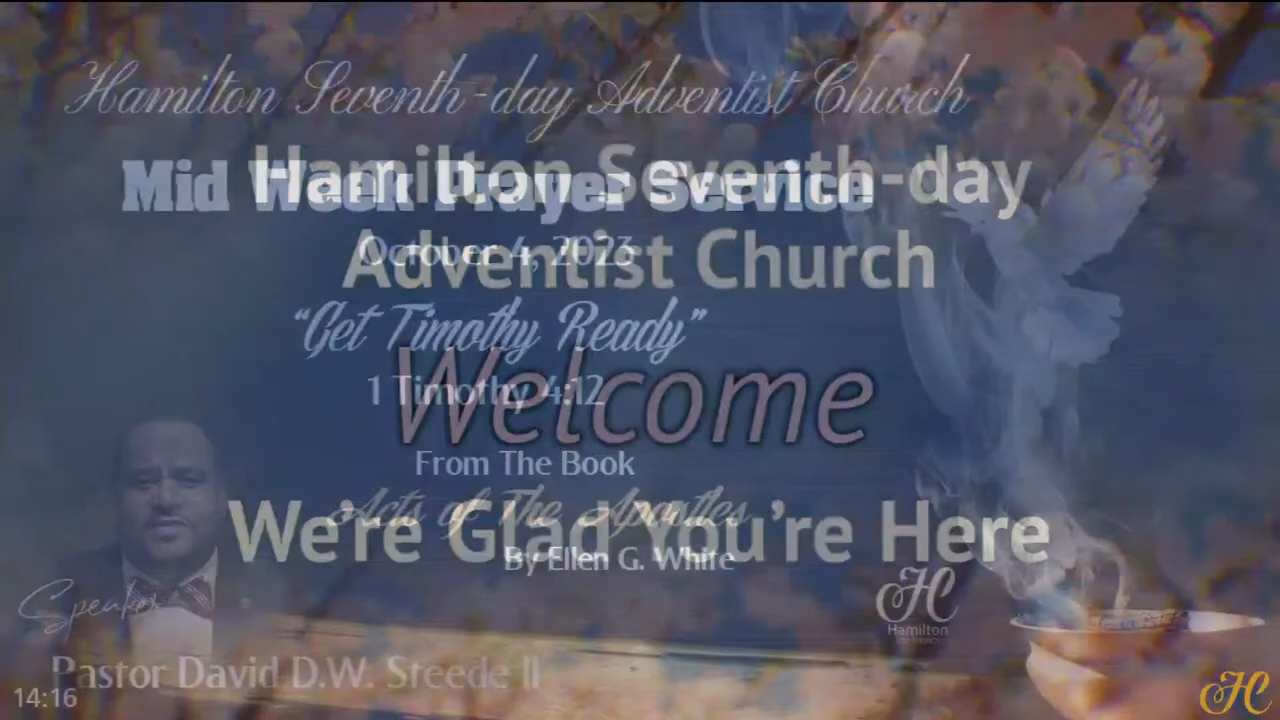 Hamilton Seventh-day Adventist Church
Mid Week Prayer Service
October 4, 2023
"Get Timothy Ready"
1 Timothy 4:12
From The Book
Acts of The Apostles
By Ellen G. White
Hamilton Seventh-day
Adventist Church
Welcome
We're Glad You're Here
Speaker
Pastor David D.W. Steede II
H
Hamilton
14:16
H